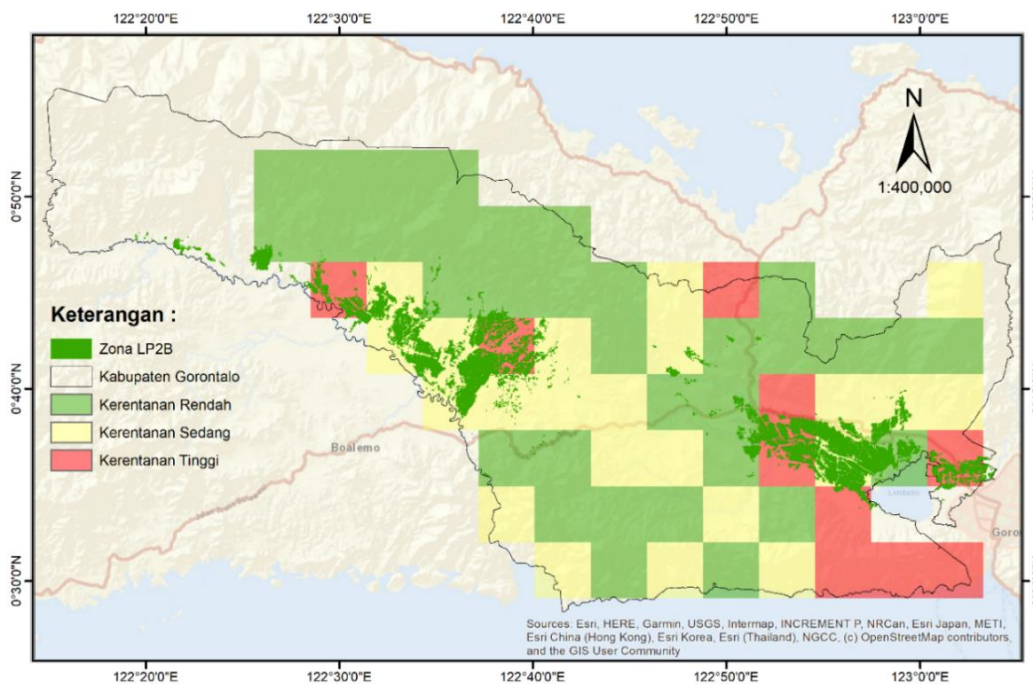 122°20'0"E 122°30'0"E 122°40'0"E 122°50'0"E 123°0'0"E
N
1:400,000
0°50'0"N
0°40'0"N
0°30'0"N
Keterangan :
Zona LP2B
Kabupaten Gorontalo
Kerentanan Rendah
Kerentanan Sedang
Kerentanan Tinggi
Boalemo
Limboto
Goron
Sources: Esri, HERE, Garmin, USGS, Intermap, INCREMENT P, NRCan, Esri Japan, METI,
Esri China (Hong Kong), Esri Korea, Esri (Thailand), NGCC, (c) OpenStreetMap contributors,
and the GIS User Community
122°20'0"E 122°30'0"E 122°40'0"E 122°50'0"E 123°0'0"E